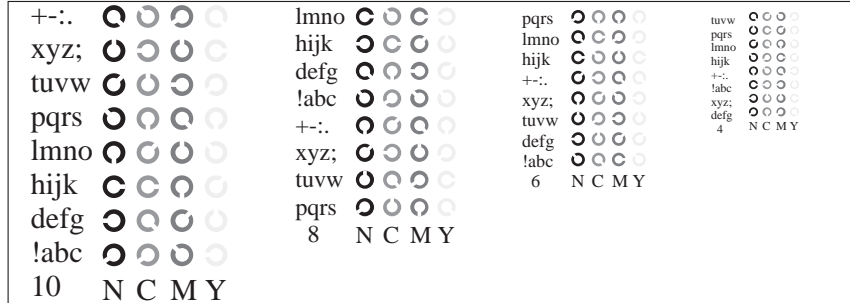 +-:.
xyz;
tuvw
pqrs
lmno
hijk
defg
!abc
10 N C M Y
lmno
hijk
defg
!abc
+-:.
xyz;
tuvw
pqrs
8 N C M Y
pqrs
lmno
hijk
+-:.
xyz;
tuvw
defg
!abc
6 N C M Y
tuvw
pqrs
lmno
hijk
+-:.
!abc
xyz;
defg
4 N C M Y